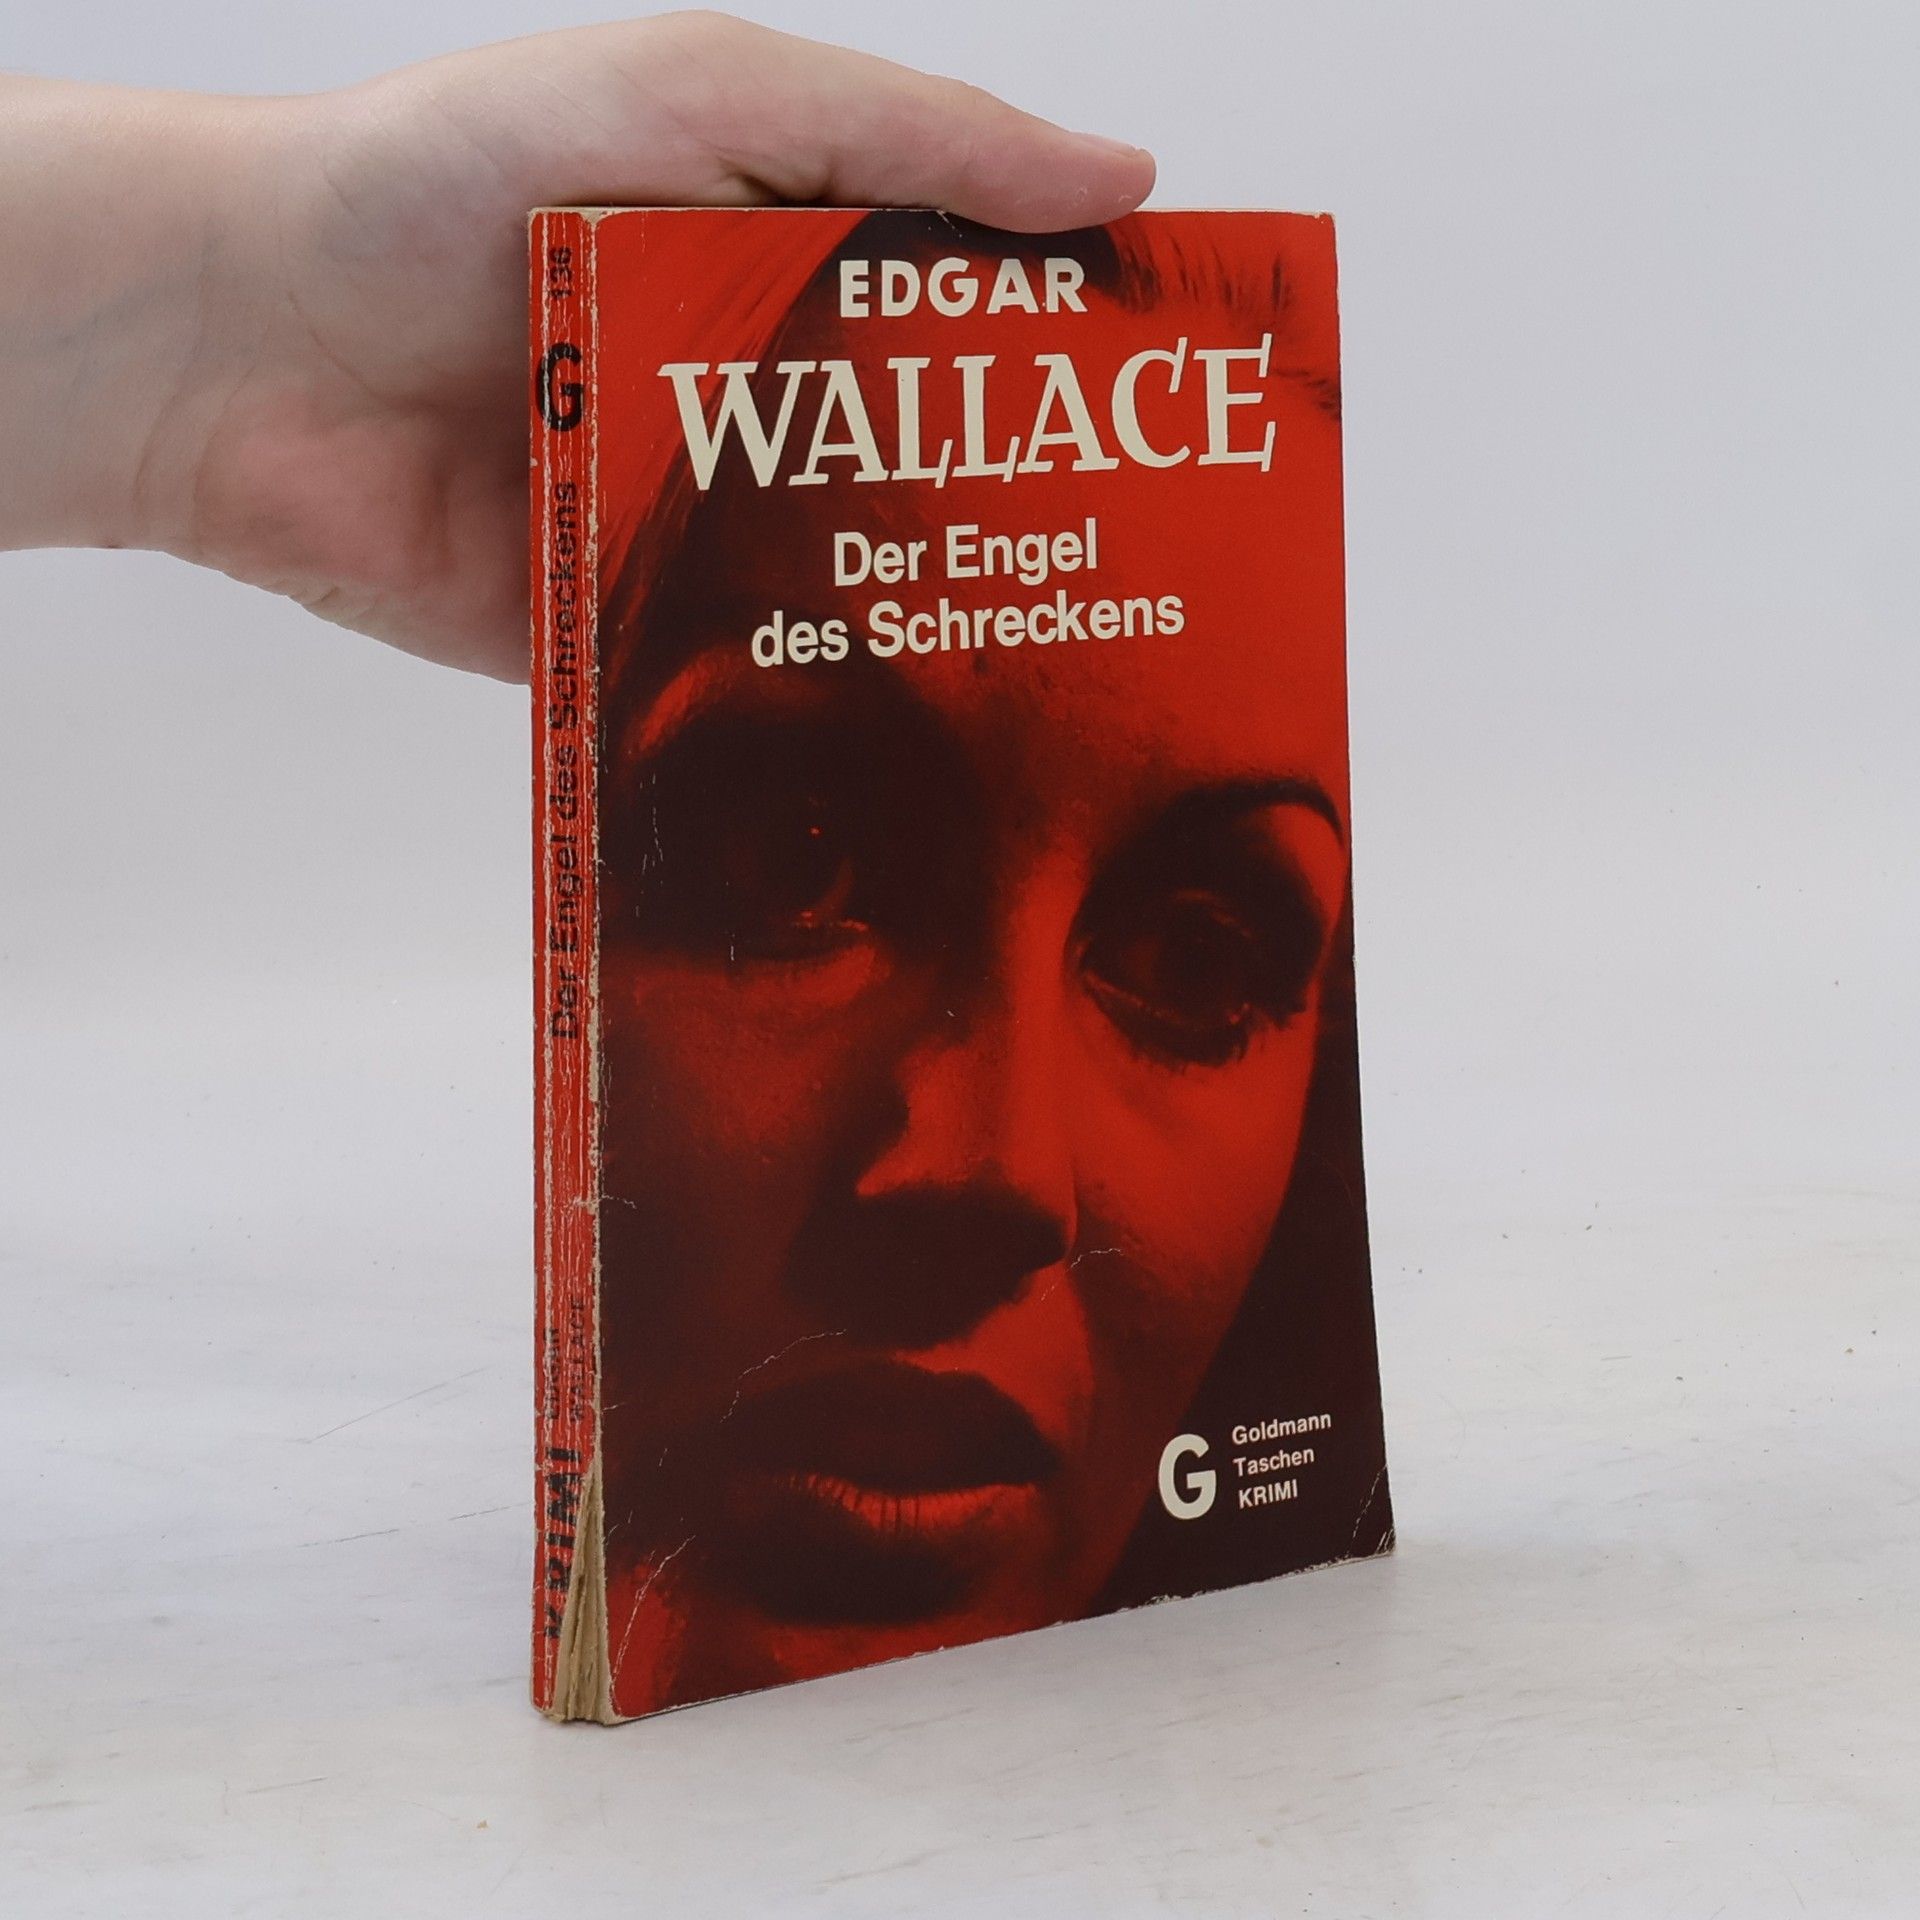 EDGAR
WALLACE
Der Engel
des Schreckens
G
Goldmann
Taschen
KRIMI
136
G
Der Engel des Schreckens
EDGAR
WALLACE
KRIMI